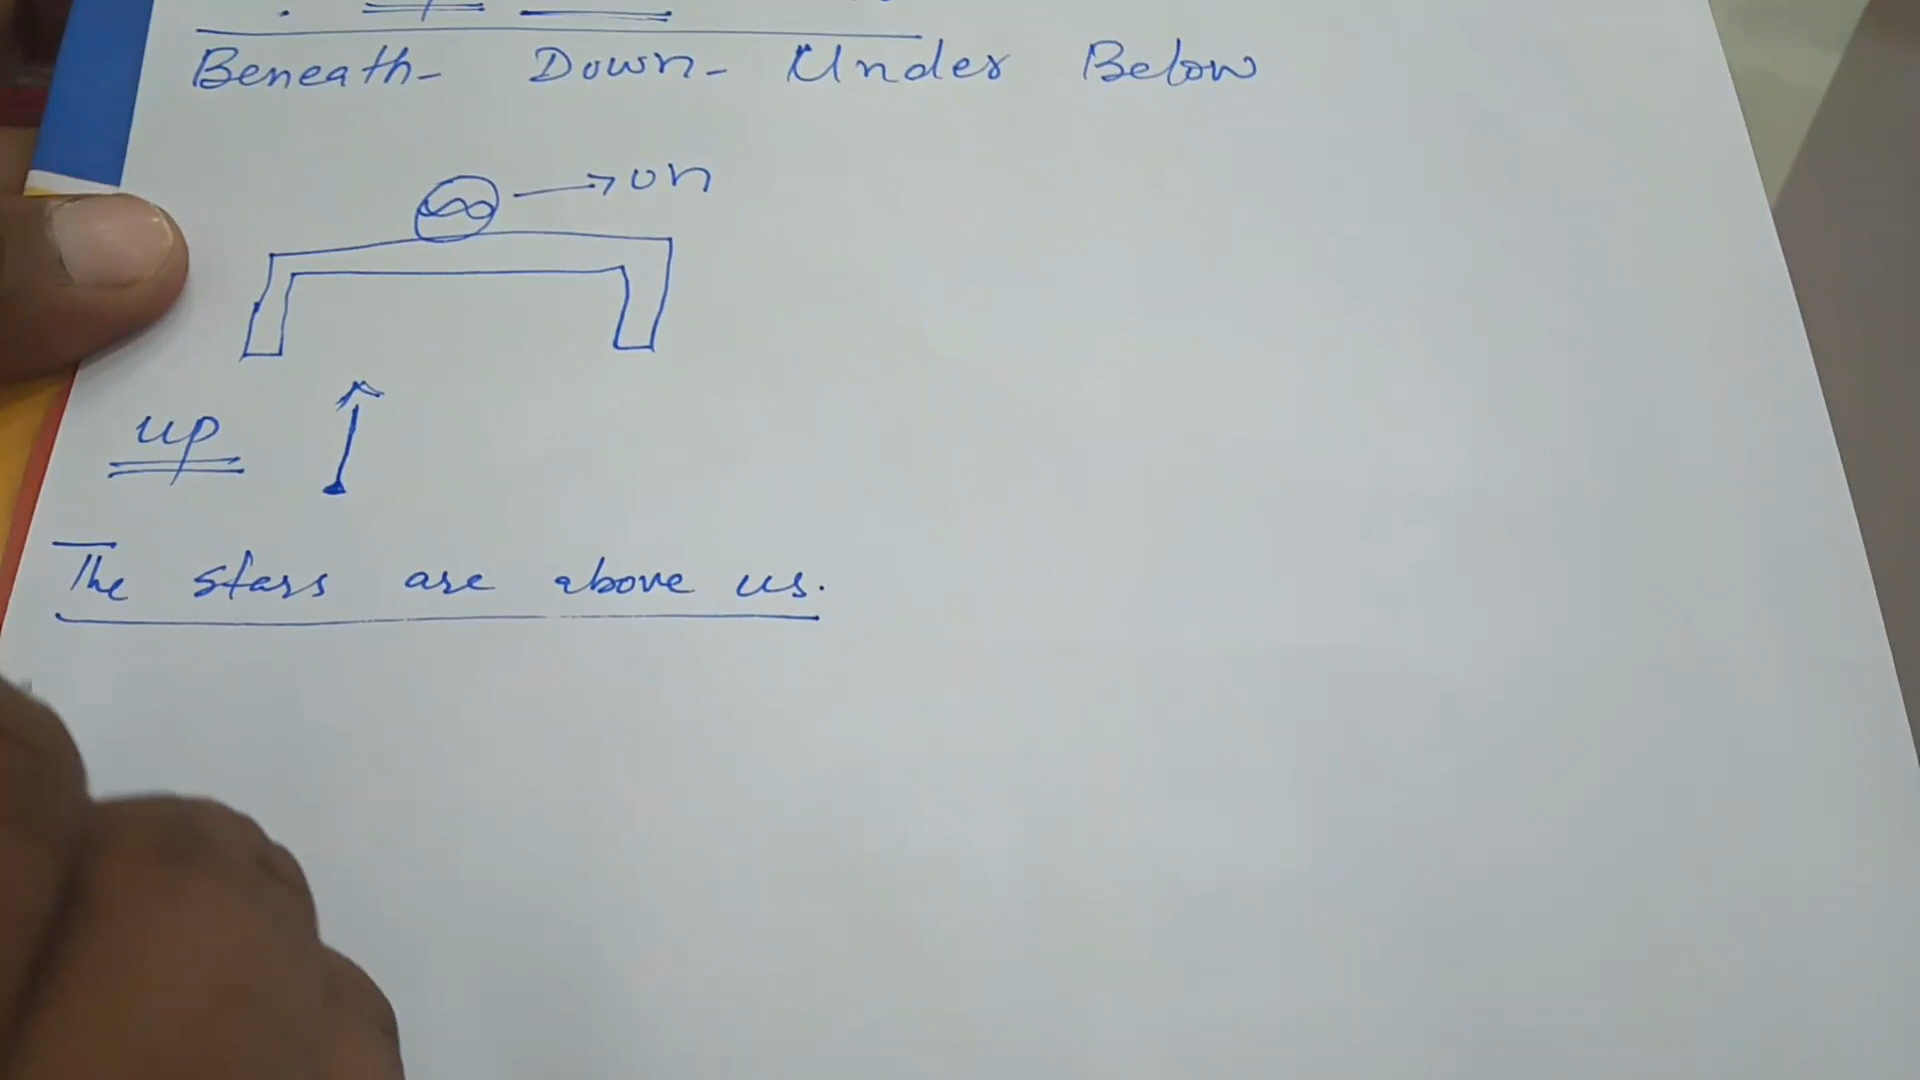 Beneath- Down- Under Below
on
up
The stars are above us.